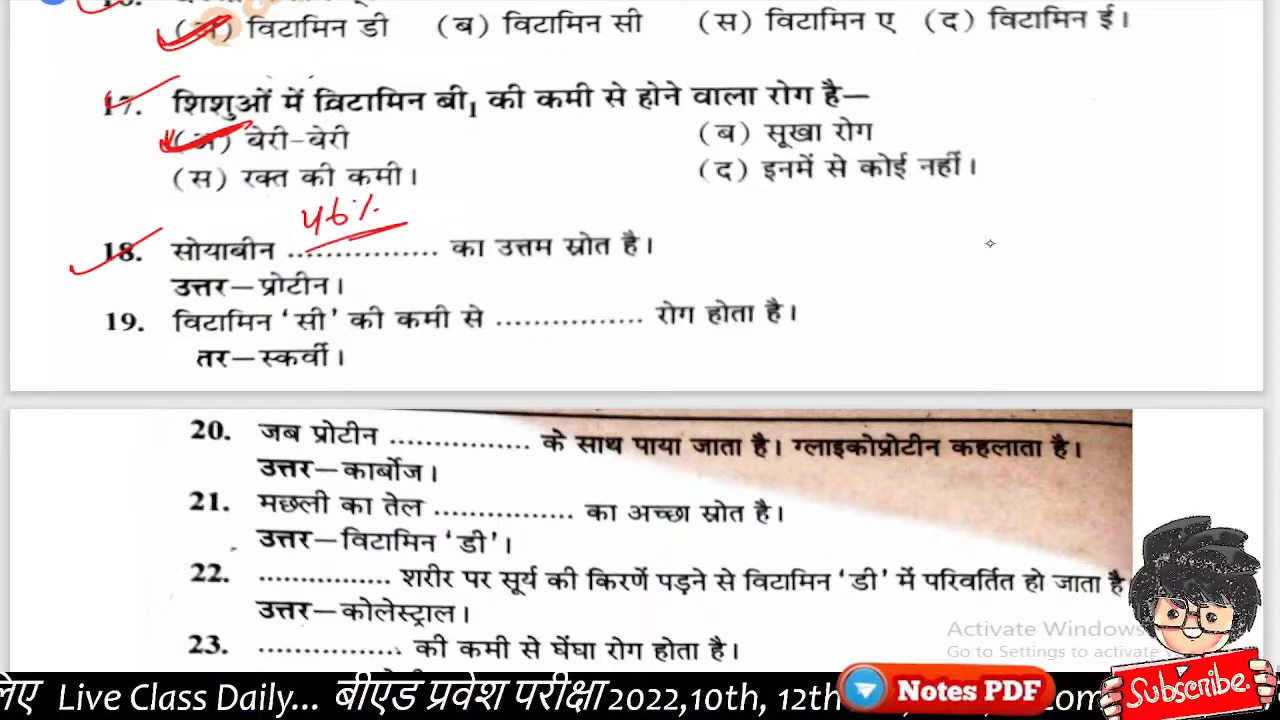 (अ) विटामिन डी (ब) विटामिन सी (स) विटामिन ए (द) विटामिन ई।
17. शिशुओं में विटामिन बी1 की कमी से होने वाला रोग है—
(अ) बेरी-बेरी (ब) सूखा रोग
(स) रक्त की कमी। (द) इनमें से कोई नहीं।
46%
18. सोयाबीन ................ का उत्तम स्रोत है।
उत्तर—प्रोटीन।
19. विटामिन ‘सी’ की कमी से ................ रोग होता है।
तर—स्कर्वी।
20. जब प्रोटीन ................ के साथ पाया जाता है। ग्लाइकोप्रोटीन कहलाता है।
उत्तर—कार्बोज।
21. मछली का तेल ................ का अच्छा स्रोत है।
उत्तर—विटामिन ‘डी’।
22. ................ शरीर पर सूर्य की किरणें पड़ने से विटामिन ‘डी’ में परिवर्तित हो जाता है
उत्तर—कोलेस्ट्राल।
23. ................ की कमी से घेंघा रोग होता है।
Activate Windows
Go to Settings to activate
लिए Live Class Daily... बीएड प्रवेश परीक्षा 2022,10th, 12th
Notes PDF
com
Subscribe.